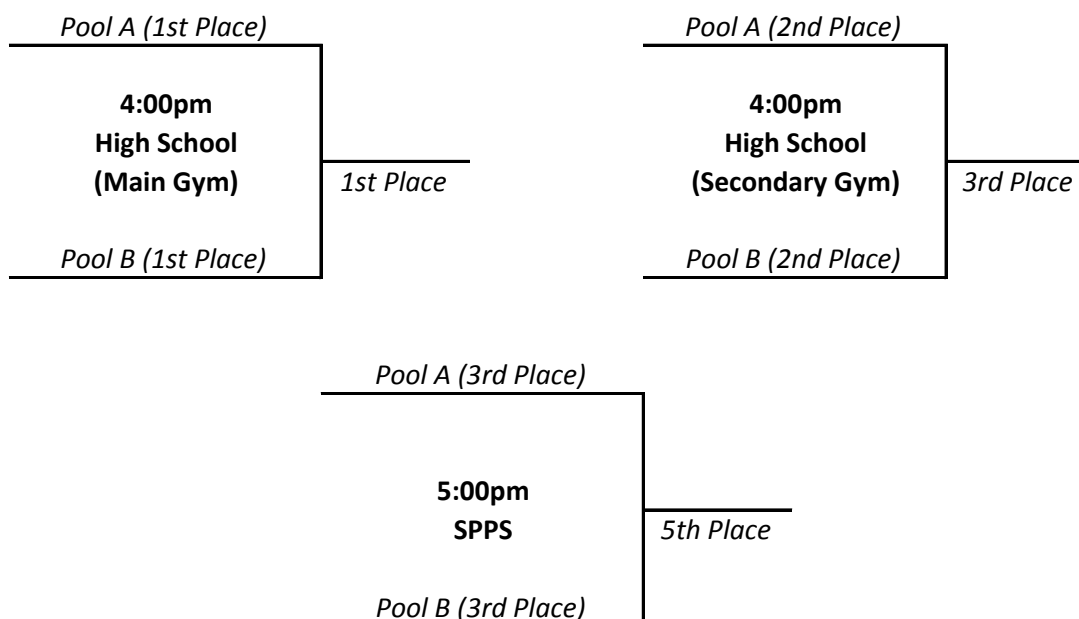 Pool A (1st Place)
4:00pm
High School
(Main Gym)
1st Place
Pool B (1st Place)
Pool A (2nd Place)
4:00pm
High School
(Secondary Gym)
3rd Place
Pool B (2nd Place)
Pool A (3rd Place)
5:00pm
SPPS
5th Place
Pool B (3rd Place)